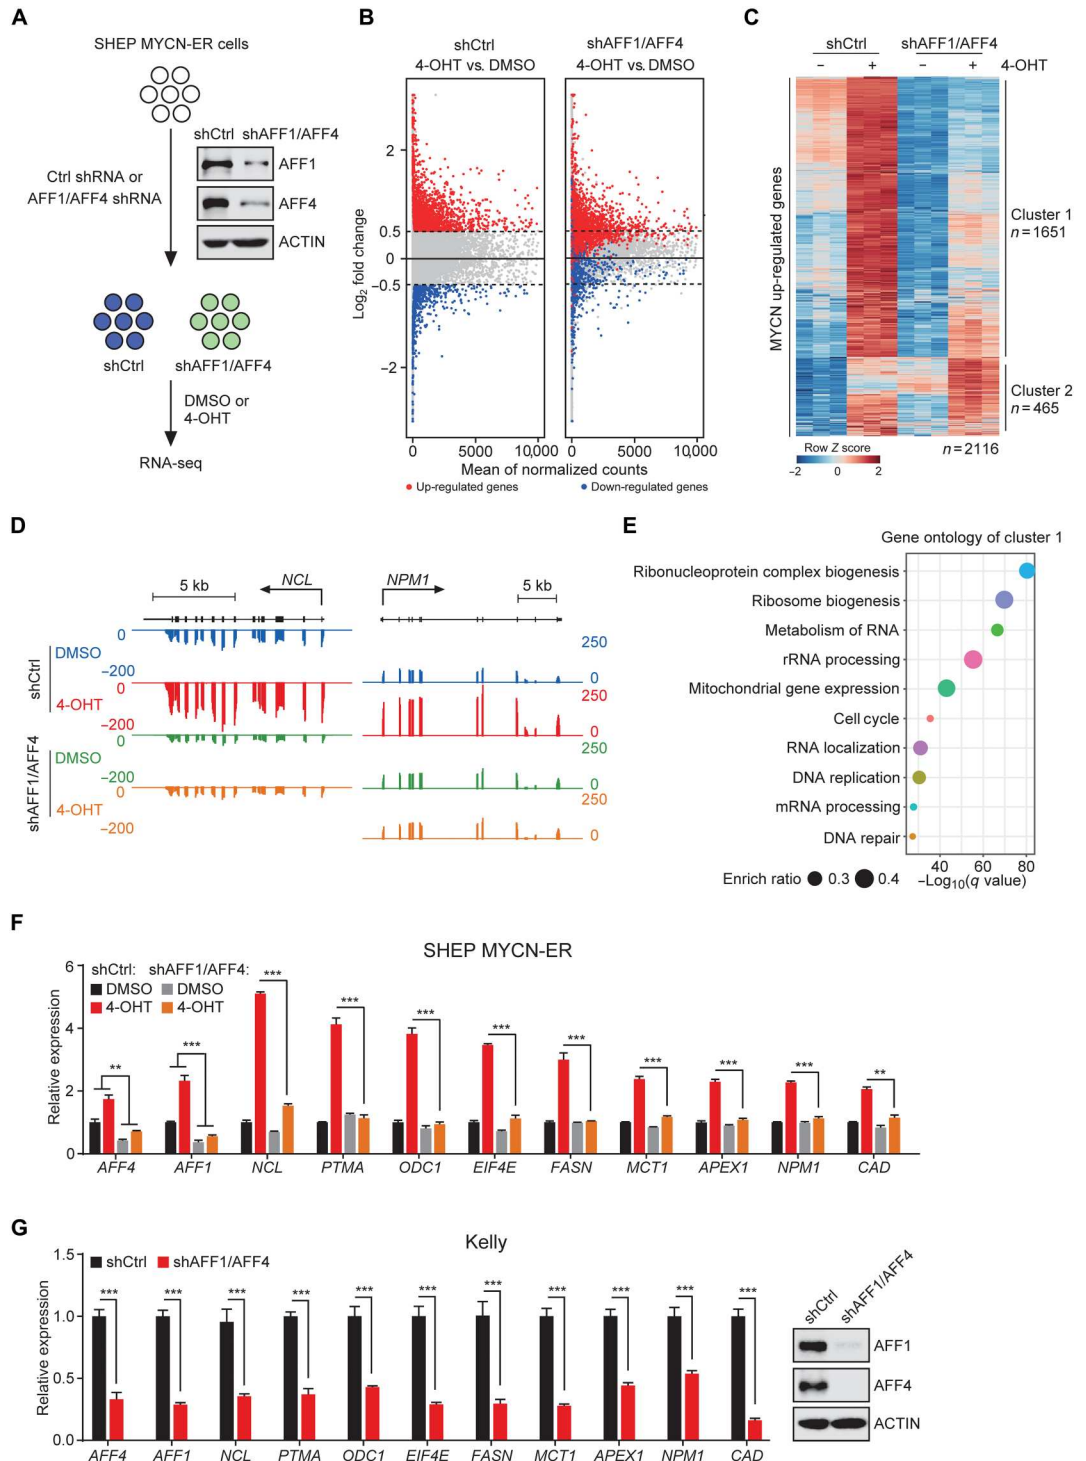 A
SHEP MYCN-ER cells
shCtrl shAFF1/AFF4
AFF1
AFF4
ACTIN
Ctrl shRNA or
AFF1/AFF4 shRNA
shCtrl
shAFF1/AFF4
DMSO or
4-OHT
RNA-seq
B
shCtrl
4-OHT vs. DMSO
shAFF1/AFF4
4-OHT vs. DMSO
Log2 fold change
2
0.5
0
−0.5
−2
0 5000 10,000
0 5000 10,000
Mean of normalized counts
Up-regulated genes
Down-regulated genes
C
shCtrl shAFF1/AFF4
− + − + 4-OHT
MYCN up-regulated genes
Cluster 1
n=1651
Cluster 2
n=465
n=2116
Row Z score
−2 0 2
D
5 kb
NCL
NPM1
5 kb
shCtrl
shAFF1/AFF4
0
DMSO
−200
0
4-OHT
−200
0
DMSO
−200
0
4-OHT
−200
250
0
250
0
250
0
250
0
E
Gene ontology of cluster 1
Ribonucleoprotein complex biogenesis
Ribosome biogenesis
Metabolism of RNA
rRNA processing
Mitochondrial gene expression
Cell cycle
RNA localization
DNA replication
mRNA processing
DNA repair
40 60 80
Enrich ratio 0.3 0.4
−Log10(q value)
F
SHEP MYCN-ER
shCtrl: shAFF1/AFF4:
DMSO DMSO
4-OHT 4-OHT
Relative expression
6
4
2
0
** *** *** *** *** *** *** *** *** *** **
AFF4 AFF1 NCL PTMA ODC1 EIF4E FASN MCT1 APEX1 NPM1 CAD
G
Kelly
shCtrl shAFF1/AFF4
Relative expression
1.5
1.0
0.5
0.0
*** *** *** *** *** *** *** *** *** *** ***
AFF4 AFF1 NCL PTMA ODC1 EIF4E FASN MCT1 APEX1 NPM1 CAD
shCtrl
shAFF1/AFF4
AFF1
AFF4
ACTIN